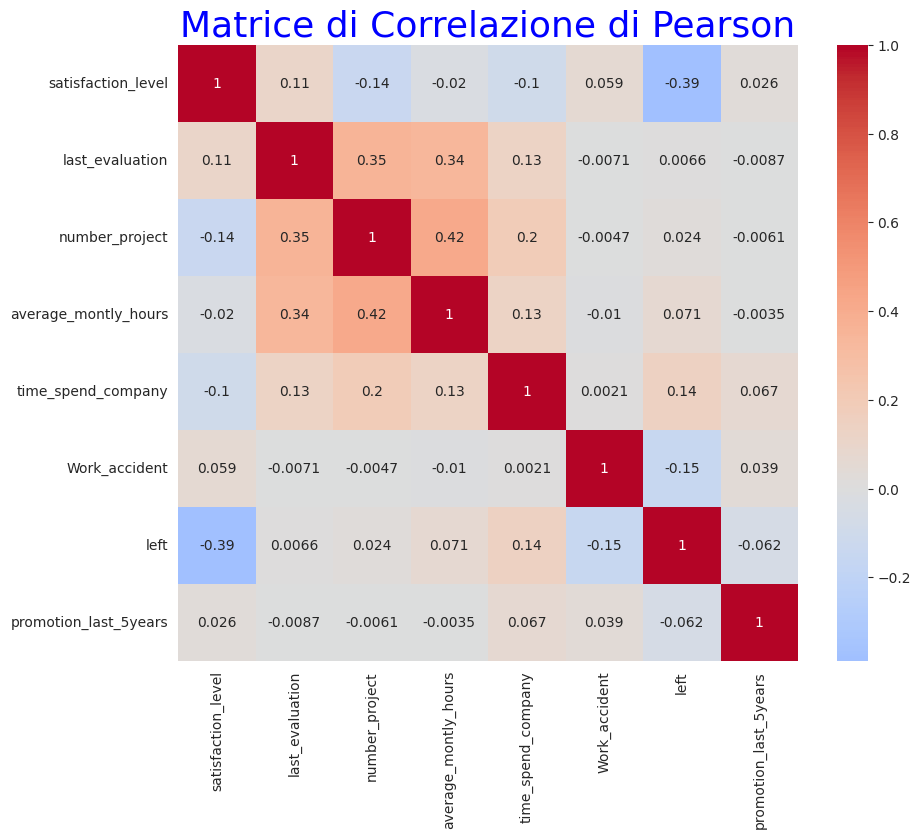 Matrice di Correlazione di Pearson
satisfaction_level 1 0.11 -0.14 -0.02 -0.1 0.059 -0.39 0.026
last_evaluation 0.11 1 0.35 0.34 0.13 -0.0071 0.0066 -0.0087
number_project -0.14 0.35 1 0.42 0.2 -0.0047 0.024 -0.0061
average_montly_hours -0.02 0.34 0.42 1 0.13 -0.01 0.071 -0.0035
time_spend_company -0.1 0.13 0.2 0.13 1 0.0021 0.14 0.067
Work_accident 0.059 -0.0071 -0.0047 -0.01 0.0021 1 -0.15 0.039
left -0.39 0.0066 0.024 0.071 0.14 -0.15 1 -0.062
promotion_last_5years 0.026 -0.0087 -0.0061 -0.0035 0.067 0.039 -0.062 1
satisfaction_level
last_evaluation
number_project
average_montly_hours
time_spend_company
Work_accident
left
promotion_last_5years
1.0
0.8
0.6
0.4
0.2
0.0
−0.2